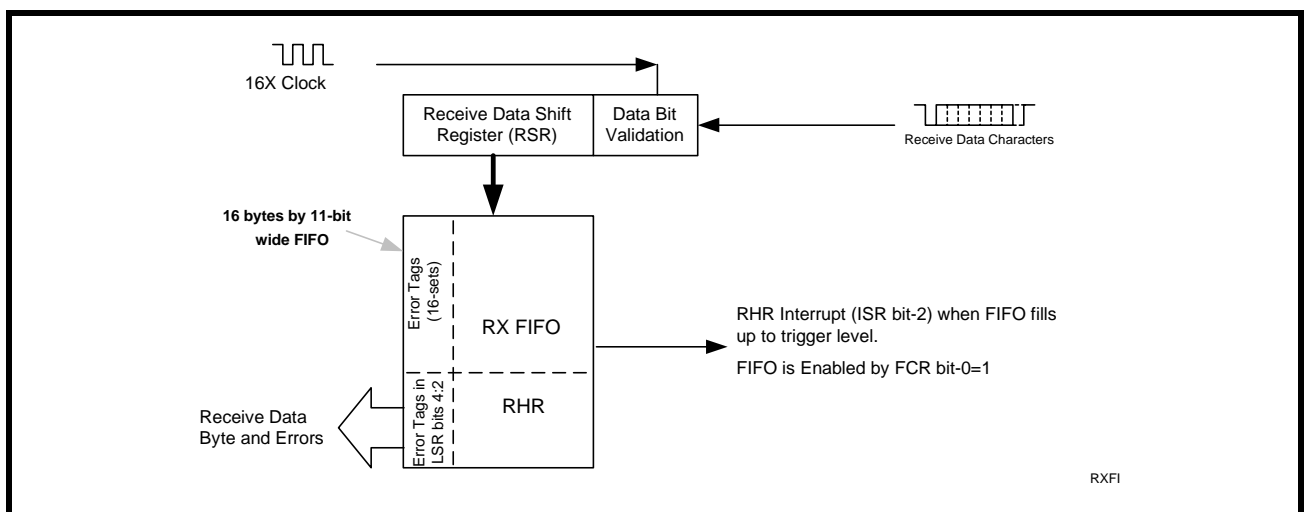 16X Clock
Receive Data Shift
Register (RSR)
Data Bit
Validation
Receive Data Characters
16 bytes by 11-bit
wide FIFO
Error Tags
(16-sets)
RX FIFO
RHR Interrupt (ISR bit-2) when FIFO fills
up to trigger level.
FIFO is Enabled by FCR bit-0=1
Error Tags in
LSR bits 4:2
RHR
Receive Data
Byte and Errors
RXFI